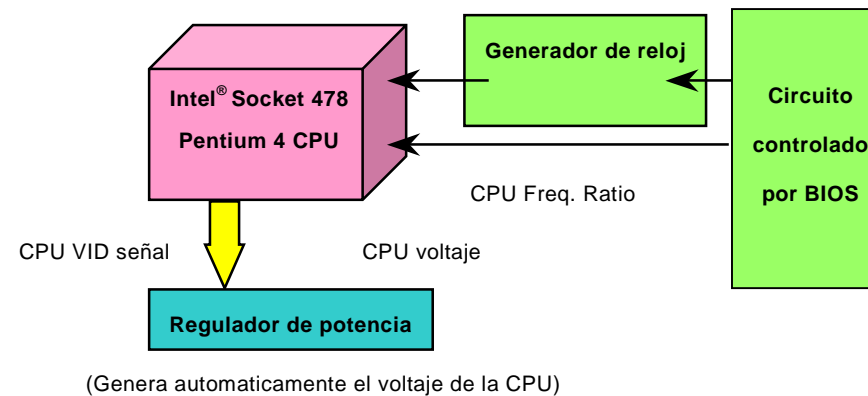 Generador de reloj
Intel® Socket 478
Pentium 4 CPU
Circuito
controlado
por BIOS
CPU Freq. Ratio
CPU VID señal
CPU voltaje
Regulador de potencia
(Genera automaticamente el voltaje de la CPU)